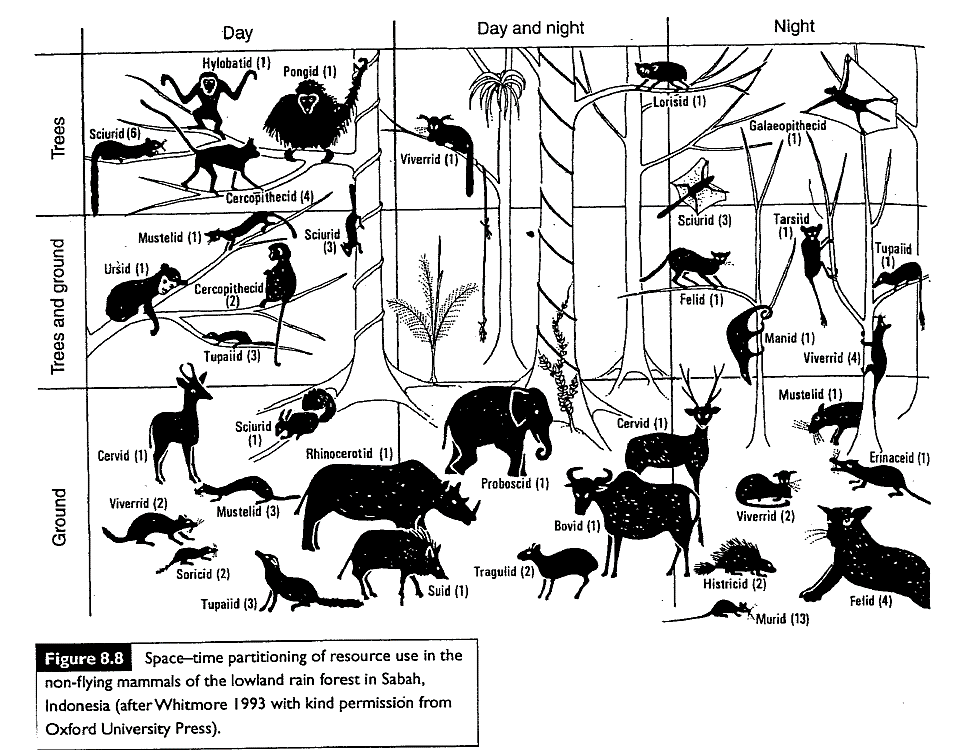 Day
Day and night
Night
Trees
Hylobatid (1)
Pongid (1)
Sciurid (6)
Cercopithecid (4)
Viverrid (1)
Lorisid (1)
Galaeopithecid
(1)
Sciurid (3)
Trees and ground
Mustelid (1)
Sciurid
(3)
Ursid (1)
Cercopithecid
(2)
Tupaiid (3)
Tarsiid
(1)
Tupaiid
(1)
Felid (1)
Manid (1)
Viverrid (4)
Ground
Cervid (1)
Sciurid
(1)
Rhinocerotid (1)
Viverrid (2)
Mustelid (3)
Soricid (2)
Tupaiid (3)
Suid (1)
Proboscid (1)
Tragulid (2)
Bovid (1)
Cervid (1)
Mustelid (1)
Erinaceid (1)
Viverrid (2)
Histricid (2)
Felid (4)
Murid (13)
Figure 8.8 Space–time partitioning of resource use in the
non-flying mammals of the lowland rain forest in Sabah,
Indonesia (after Whitmore 1993 with kind permission from
Oxford University Press).